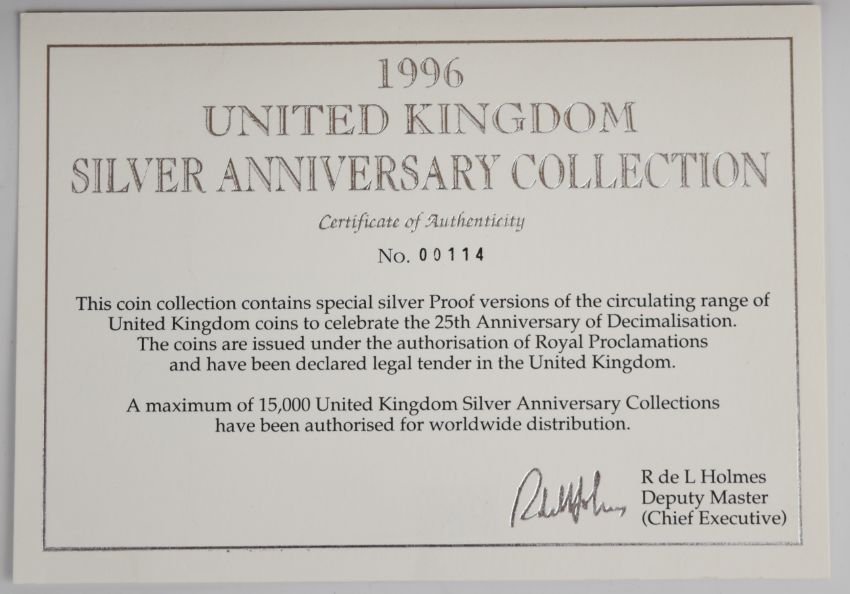 1996
UNITED KINGDOM
SILVER ANNIVERSARY COLLECTION
Certificate of Authenticity
No. 00114
This coin collection contains special silver Proof versions of the circulating range of
United Kingdom coins to celebrate the 25th Anniversary of Decimalisation.
The coins are issued under the authorisation of Royal Proclamations
and have been declared legal tender in the United Kingdom.
A maximum of 15,000 United Kingdom Silver Anniversary Collections
have been authorised for worldwide distribution.
R de L Holmes
Deputy Master
(Chief Executive)